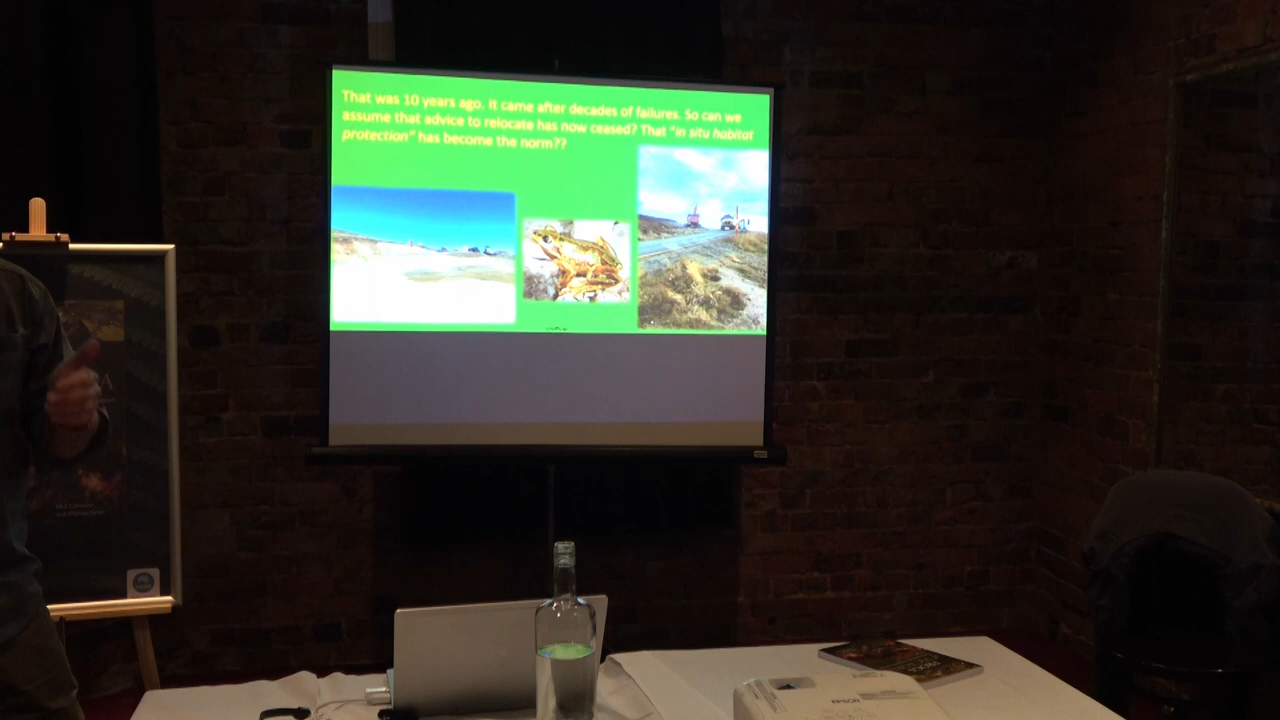 That was 10 years ago. It came after decades of failures. So can we
assume that advice to relocate has now ceased? That "in situ habitat
protection" has become the norm??
EPSON